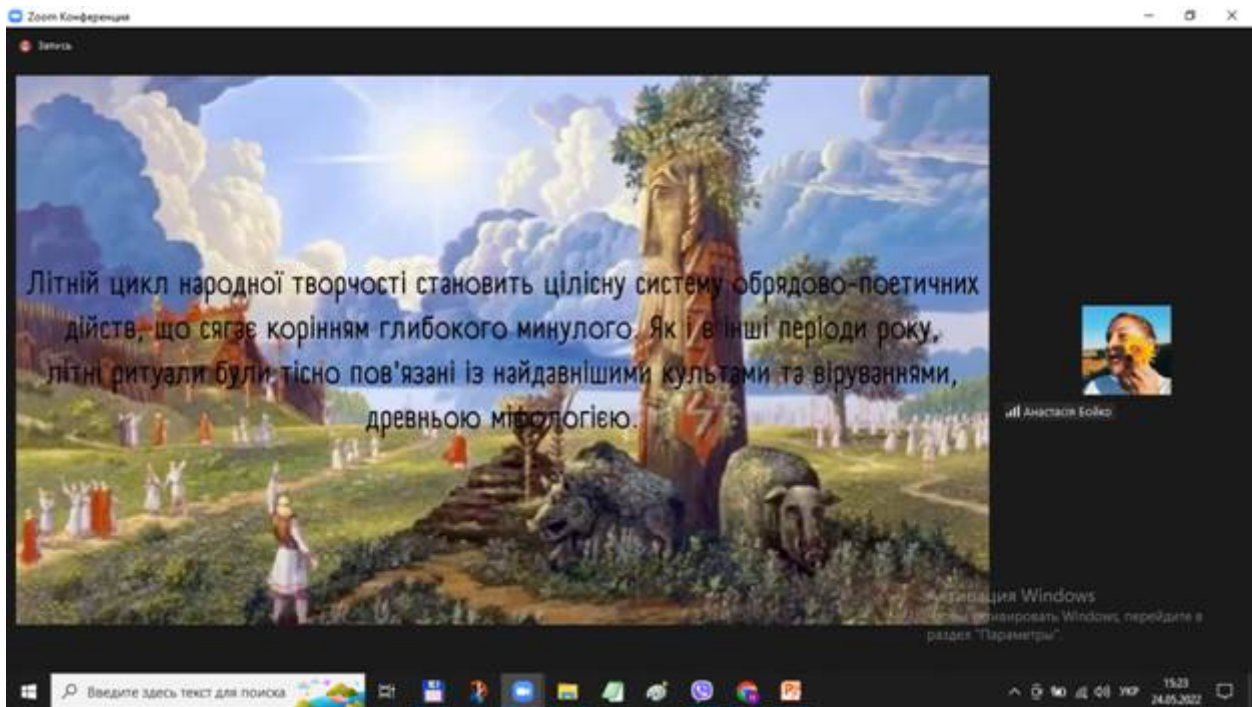 Zoom Конференция
Запись
Літній цикл народної творчості становить цілісну систему обрядово-поетичних
дійств, що сягає корінням глибокого минулого. Як і в інші періоди року,
літні ритуали були тісно пов'язані із найдавнішими культами та віруваннями,
древньою міфологією.
Анастасія Бойко
Активация Windows
Чтобы активировать Windows, перейдите в
раздел "Параметры".
Введите здесь текст для поиска
УКР
15:23
24.05.2022